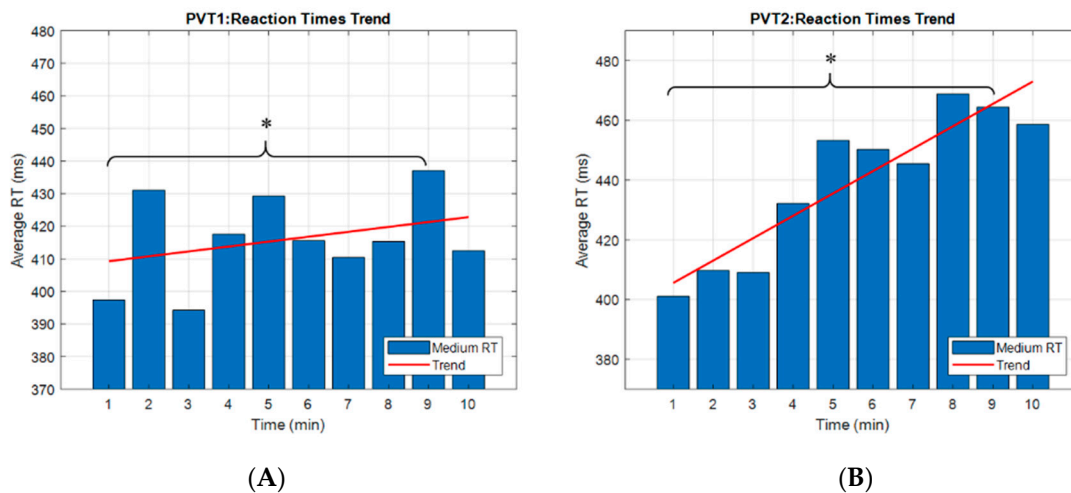 PVT1:Reaction Times Trend
480
470
460
450
440
430
420
410
400
390
380
370
Average RT (ms)
*
Medium RT
Trend
1 2 3 4 5 6 7 8 9 10
Time (min)
(A)
PVT2:Reaction Times Trend
480
460
440
420
400
380
Average RT (ms)
*
Medium RT
Trend
1 2 3 4 5 6 7 8 9 10
Time (min)
(B)